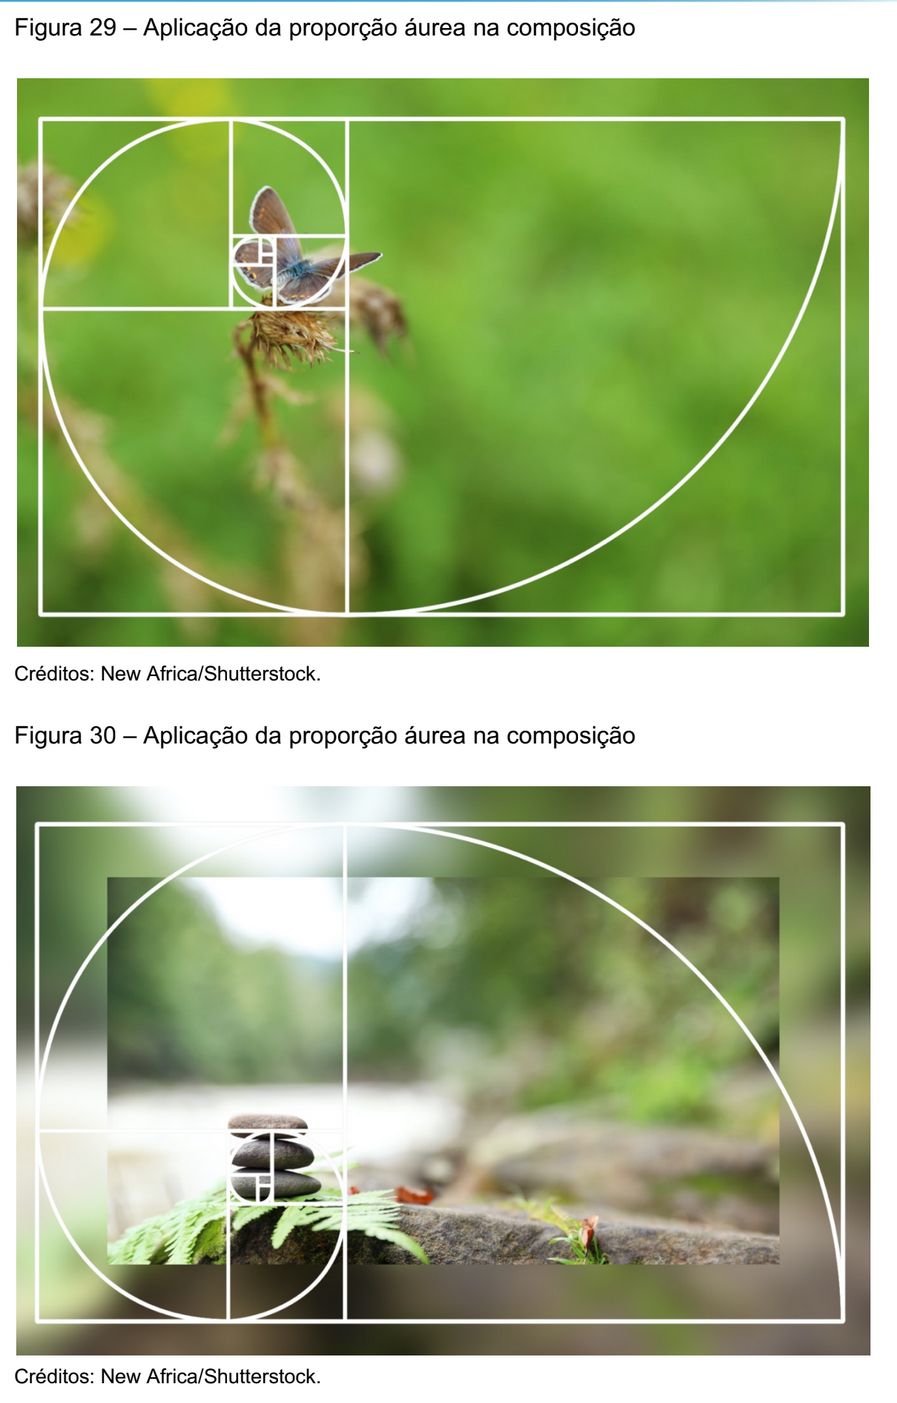 Figura 29 – Aplicação da proporção áurea na composição
Créditos: New Africa/Shutterstock.
Figura 30 – Aplicação da proporção áurea na composição
Créditos: New Africa/Shutterstock.